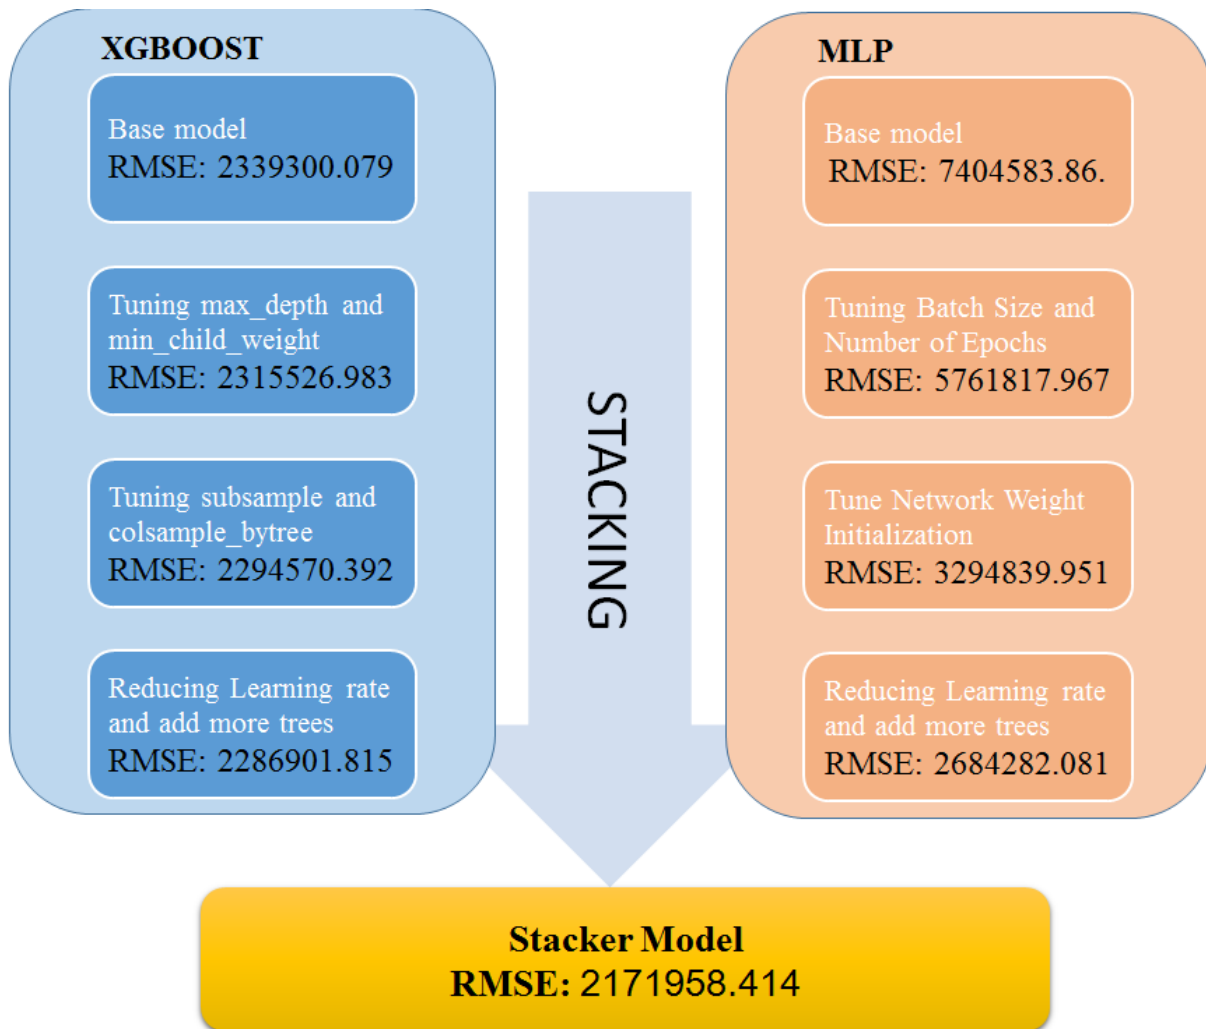 XGBOOST
Base model
RMSE: 2339300.079
Tuning max_depth and
min_child_weight
RMSE: 2315526.983
Tuning subsample and
colsample_bytree
RMSE: 2294570.392
Reducing Learning rate
and add more trees
RMSE: 2286901.815
STACKING
MLP
Base model
RMSE: 7404583.86.
Tuning Batch Size and
Number of Epochs
RMSE: 5761817.967
Tune Network Weight
Initialization
RMSE: 3294839.951
Reducing Learning rate
and add more trees
RMSE: 2684282.081
Stacker Model
RMSE: 2171958.414